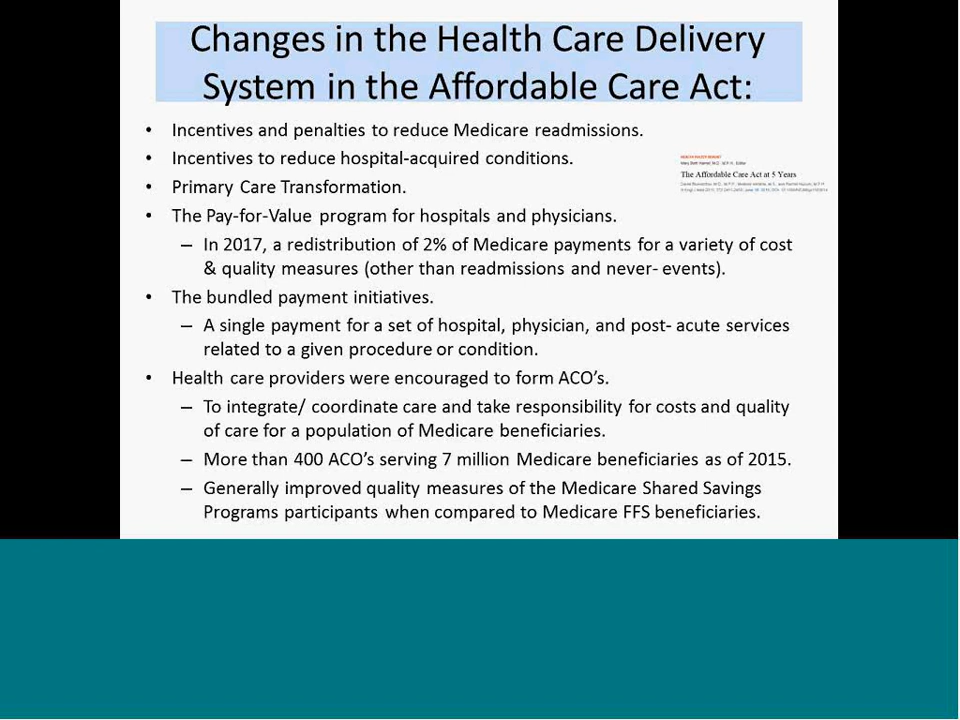 Changes in the Health Care Delivery
System in the Affordable Care Act:
• Incentives and penalties to reduce Medicare readmissions.
• Incentives to reduce hospital-acquired conditions.
The Affordable Care Act at 5 Years
• Primary Care Transformation.
• The Pay-for-Value program for hospitals and physicians.
– In 2017, a redistribution of 2% of Medicare payments for a variety of cost
& quality measures (other than readmissions and never- events).
• The bundled payment initiatives.
– A single payment for a set of hospital, physician, and post- acute services
related to a given procedure or condition.
• Health care providers were encouraged to form ACO’s.
– To integrate/ coordinate care and take responsibility for costs and quality
of care for a population of Medicare beneficiaries.
– More than 400 ACO’s serving 7 million Medicare beneficiaries as of 2015.
– Generally improved quality measures of the Medicare Shared Savings
Programs participants when compared to Medicare FFS beneficiaries.